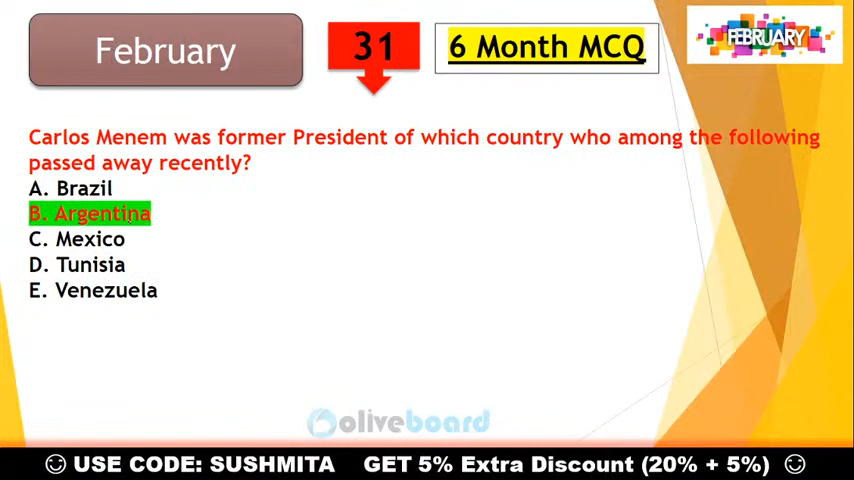 February
31
6 Month MCQ
FEBRUARY
Carlos Menem was former President of which country who among the following
passed away recently?
A. Brazil
B. Argentina
C. Mexico
D. Tunisia
E. Venezuela
oliveboard
USE CODE: SUSHMITA GET 5% Extra Discount (20% + 5%)